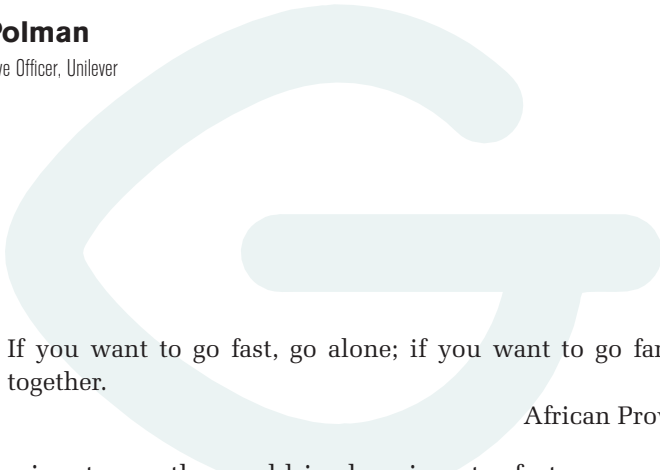 Polman
ve Officer, Unilever
If you want to go fast, go alone; if you want to go far
together.
African Prov